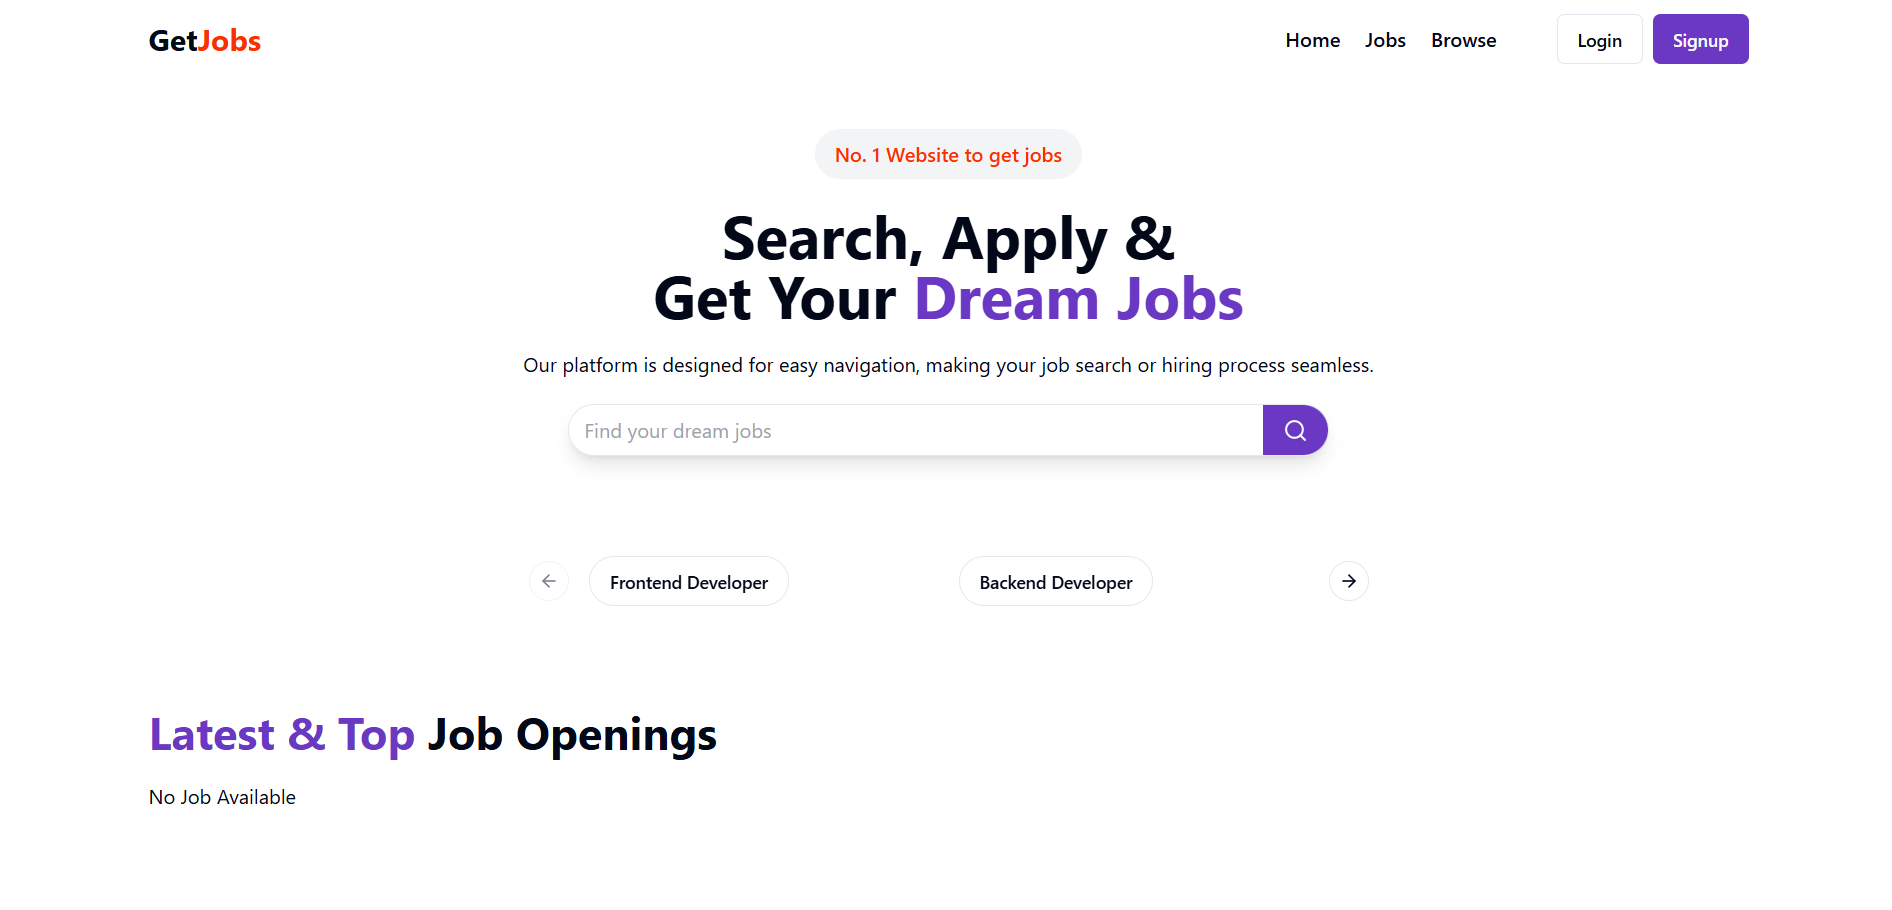 GetJobs
Home Jobs Browse Login Signup
No. 1 Website to get jobs
Search, Apply &
Get Your Dream Jobs
Our platform is designed for easy navigation, making your job search or hiring process seamless.
Find your dream jobs
Frontend Developer Backend Developer
Latest & Top Job Openings
No Job Available